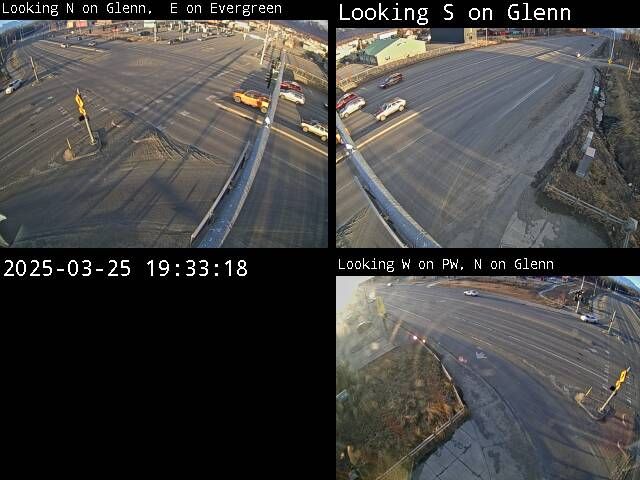 Looking N on Glenn,  E on Evergreen
Looking S on Glenn
2025-03-25 19:33:18
Looking W on PW, N on Glenn